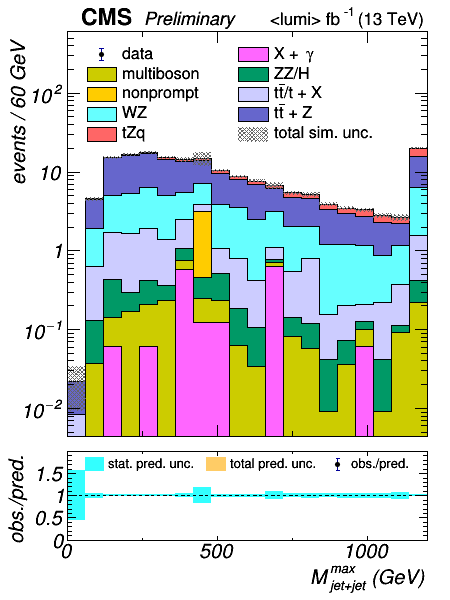 CMS Preliminary <lumi> fb⁻¹ (13 TeV)
events / 60 GeV
data
multiboson
nonprompt
WZ
tZq
X + γ
ZZ/H
tt̄/t + X
tt̄ + Z
total sim. unc.
10²
10
1
10⁻¹
10⁻²
obs./pred.
stat. pred. unc. total pred. unc. obs./pred.
1.5
1
0.5
0
0 500 1000
M^max_jet+jet (GeV)